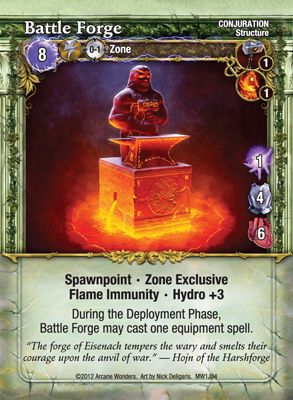 Battle Forge
CONJURATION
Structure
8
0-1
Zone
1
1
1
4
6
Spawnpoint • Zone Exclusive
Flame Immunity • Hydro +3
During the Deployment Phase,
Battle Forge may cast one equipment spell.
"The forge of Eisenach tempers the wary and smelts their
courage upon the anvil of war." — Hojn of the Harshforge
©2012 Arcane Wonders. Art by Nick Deligaris. MW1J04